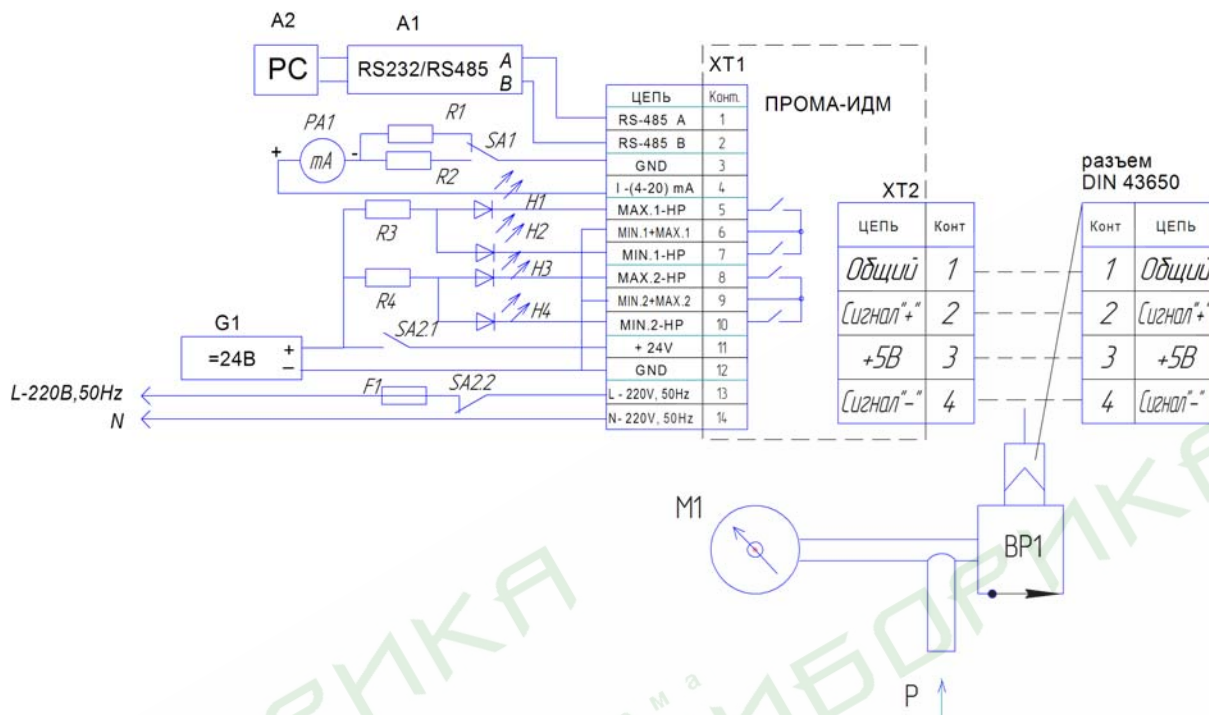 A2
A1
PC
RS232/RS485 A
B
XT1
ПРОМА-ИДМ
ЦЕПЬ Конт.
RS-485 A 1
RS-485 B 2
GND 3
I -(4-20) mA 4
MAX.1-HP 5
MIN.1+MAX.1 6
MIN.1-HP 7
MAX.2-HP 8
MIN.2+MAX.2 9
MIN.2-HP 10
+ 24V 11
GND 12
L - 220V, 50Hz 13
N- 220V, 50Hz 14
PA1
+ mA -
R1
R2
SA1
H1
R3
H2
H3
R4
H4
G1
=24В + –
SA2.1
L-220В,50Hz
F1
SA2.2
N
разъем
DIN 43650
XT2
ЦЕПЬ Конт
Общий 1
Сигнал"+" 2
+5В 3
Сигнал"-" 4
Конт ЦЕПЬ
1 Общий
2 Сигнал"+"
3 +5В
4 Сигнал"-"
M1
BP1
P